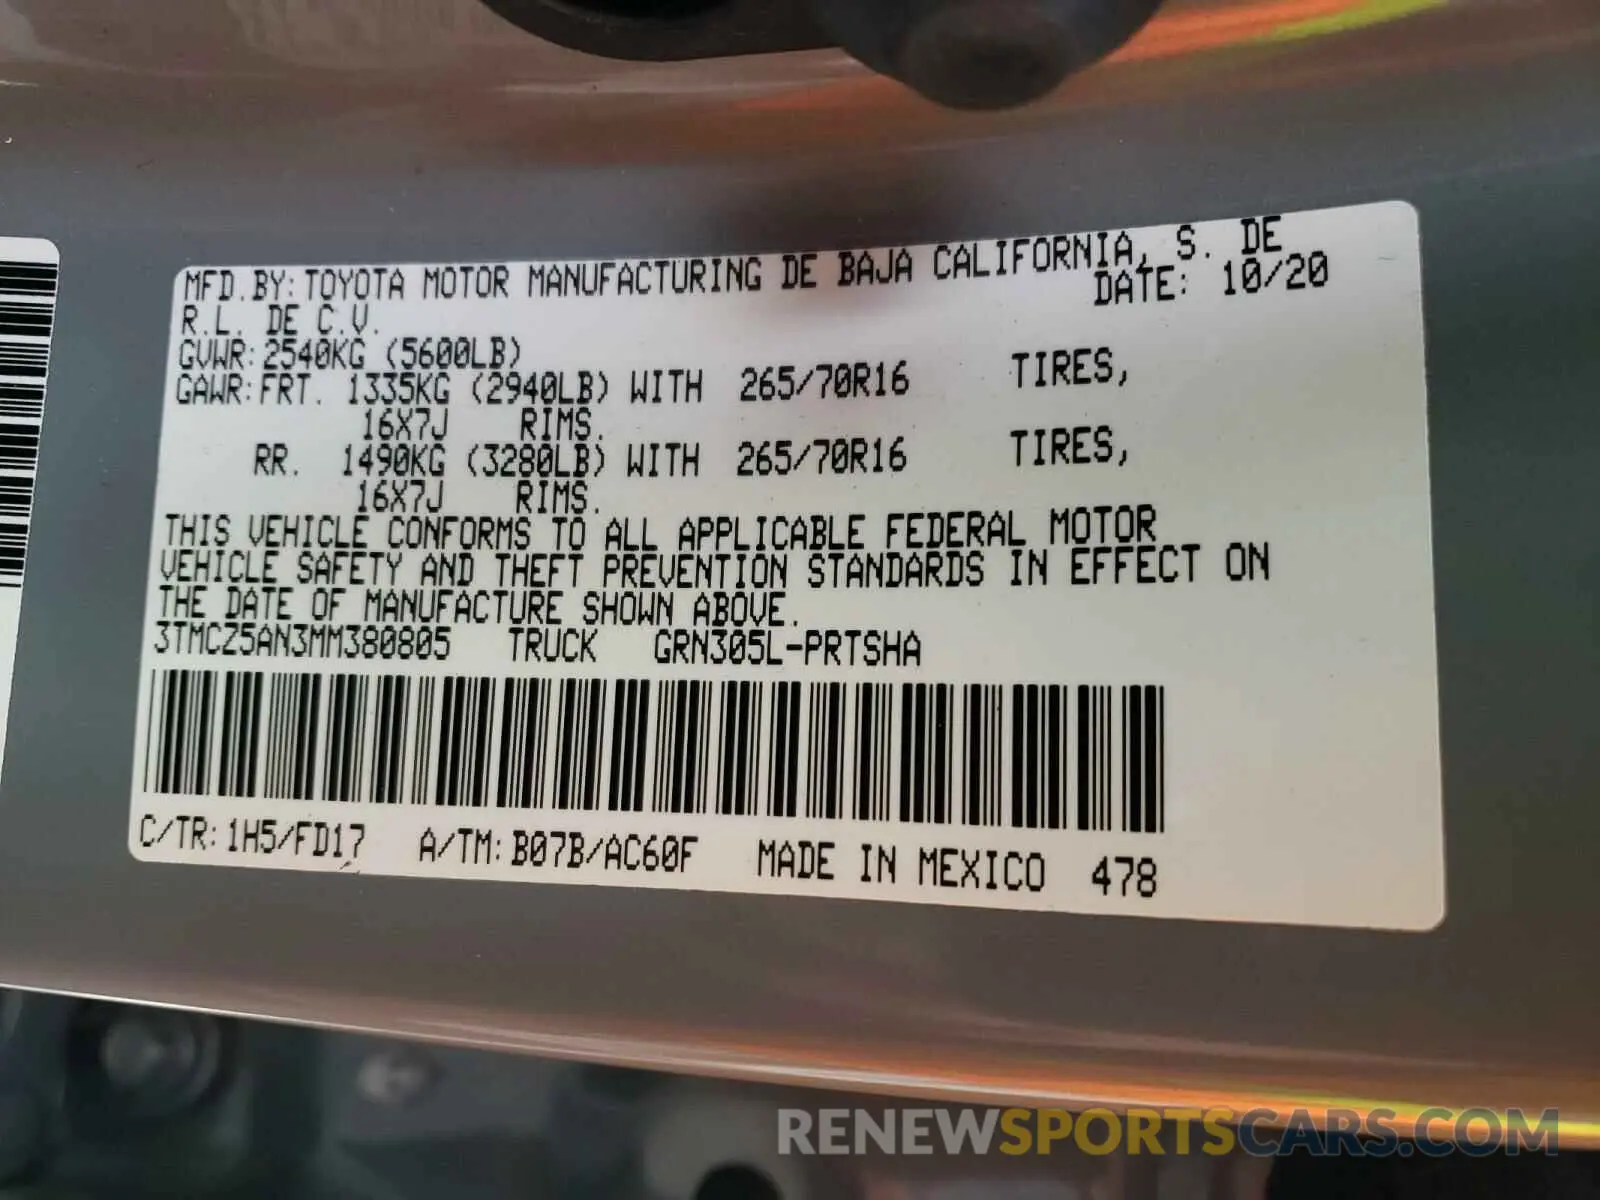 MFD.BY: TOYOTA MOTOR MANUFACTURING DE BAJA CALIFORNIA, S. DE
R.L. DE C.V. DATE: 10/20
GVWR: 2540KG (5600LB)
GAWR: FRT. 1335KG (2940LB) WITH 265/70R16 TIRES,
16X7J RIMS.
RR. 1490KG (3280LB) WITH 265/70R16 TIRES,
16X7J RIMS.
THIS VEHICLE CONFORMS TO ALL APPLICABLE FEDERAL MOTOR
VEHICLE SAFETY AND THEFT PREVENTION STANDARDS IN EFFECT ON
THE DATE OF MANUFACTURE SHOWN ABOVE.
3TMCZ5AN3MM380805 TRUCK GRN305L-PRTSHA
C/TR: 1H5/FD17 A/TM: B07B/AC60F MADE IN MEXICO 478
RENEWSPORTSCARS.COM